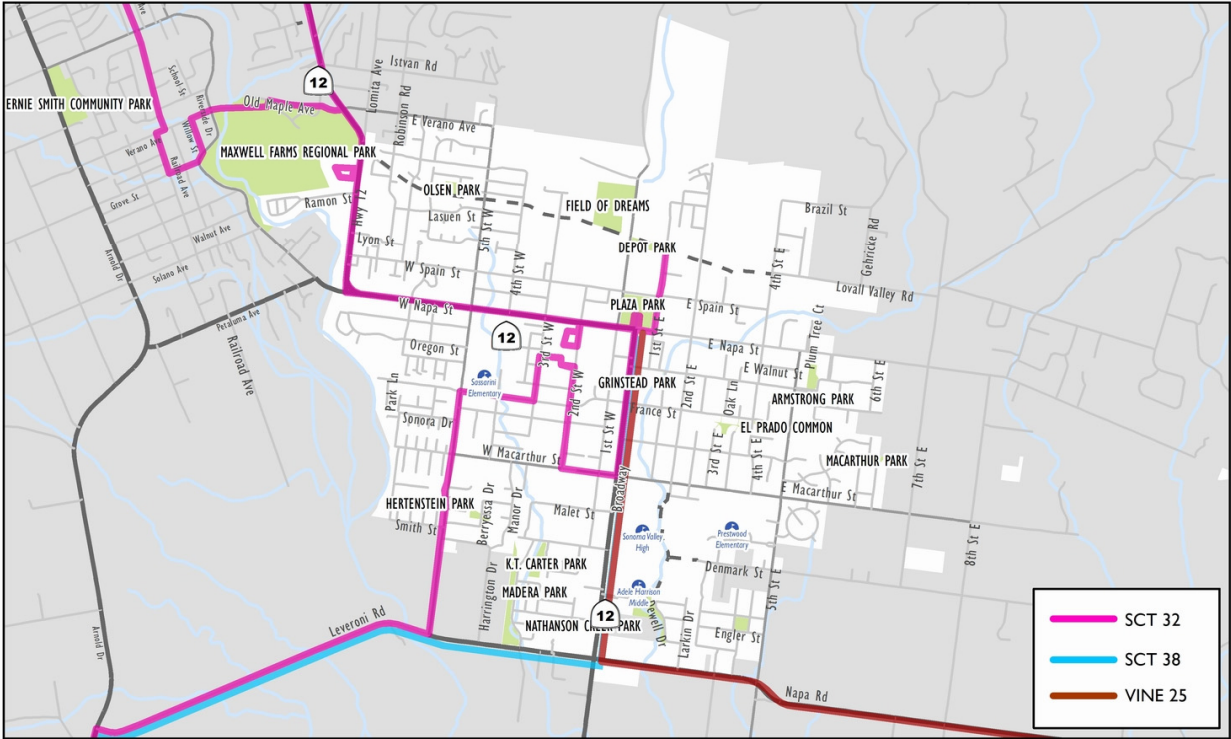 12
Istvan Rd
Lomita Ave
Robinson Rd
School St
ERNIE SMITH COMMUNITY PARK
Riverside Dr
Old Maple Ave
E Verano Ave
Willow St
Verano Ave
MAXWELL FARMS REGIONAL PARK
Railroad Ave
OLSEN PARK
Grove St
Ramon St
Hwy 12
FIELD OF DREAMS
Lasuen St
5th St W
Brazil St
Walnut Ave
Lyon St
Gehricke Rd
DEPOT PARK
Arnold Dr
Solano Ave
W Spain St
4th St W
4th St E
Lovall Valley Rd
W Napa St
PLAZA PARK
E Spain St
Petaluma Ave
12
Oregon St
3rd St W
1st St E
E Napa St
Plum Tree Ct
Railroad Ave
E Walnut St
Park Ln
Sassarini
Elementary
2nd St W
GRINSTEAD PARK
2nd St E
Oak Ln
6th St E
ARMSTRONG PARK
France St
Sonora Dr
1st St W
EL PRADO COMMON
W Macarthur St
3rd St E
4th St E
MACARTHUR PARK
7th St E
Broadway
E Macarthur St
HERTENSTEIN PARK
Berryessa Dr
Manor Dr
Malet St
Smith St
Sonoma Valley
High
Prestwood
Elementary
8th St E
K.T. CARTER PARK
Denmark St
Harrington Dr
MADERA PARK
Adele Harrison
Middle
5th St E
Leveroni Rd
12
NATHANSON CREEK PARK
Newell Dr
Larkin Dr
Engler St
Arnold Dr
Napa Rd
SCT 32
SCT 38
VINE 25